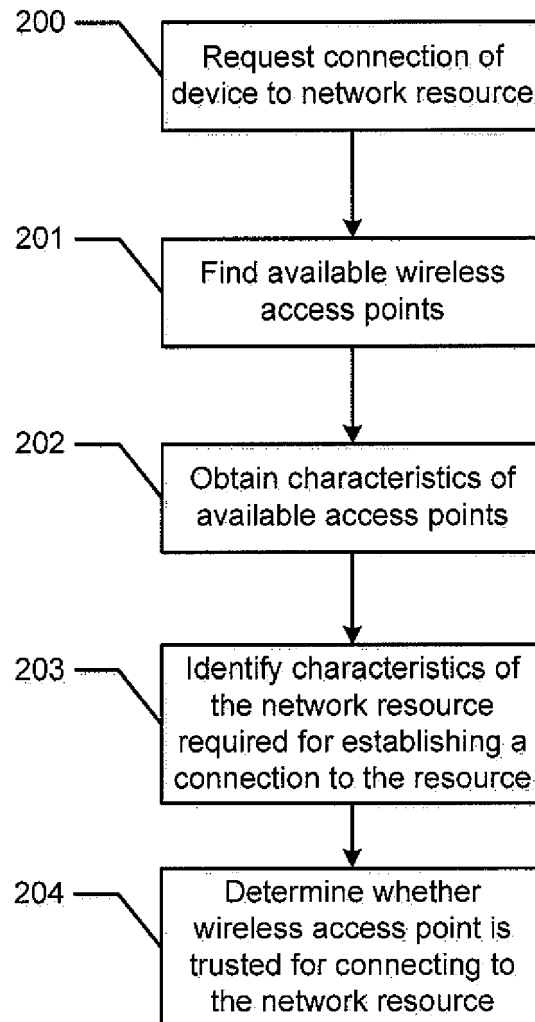 200
Request connection of
device to network resource
201
Find available wireless
access points
202
Obtain characteristics of
available access points
203
Identify characteristics of
the network resource
required for establishing a
connection to the resource
204
Determine whether
wireless access point is
trusted for connecting to
the network resource